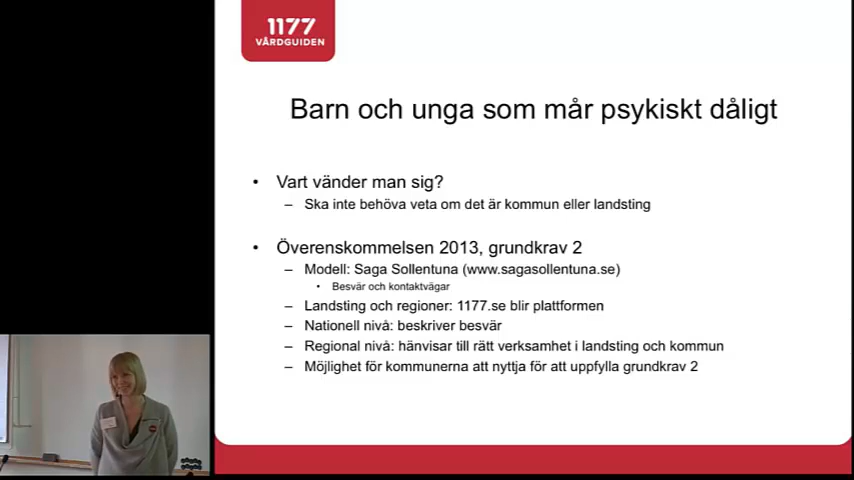 1177
VÅRDGUIDEN
Barn och unga som mår psykiskt dåligt
• Vart vänder man sig?
– Ska inte behöva veta om det är kommun eller landsting
• Överenskommelsen 2013, grundkrav 2
– Modell: Saga Sollentuna (www.sagasollentuna.se)
• Besvär och kontaktvägar
– Landsting och regioner: 1177.se blir plattformen
– Nationell nivå: beskriver besvär
– Regional nivå: hänvisar till rätt verksamhet i landsting och kommun
– Möjlighet för kommunerna att nyttja för att uppfylla grundkrav 2